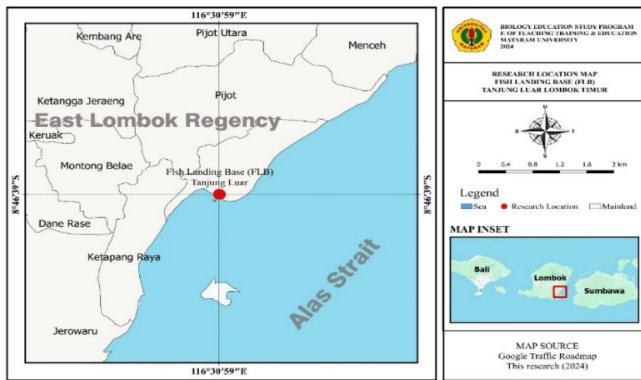 116°30'59"E
Kembang Are
Pijot Utara
Menceh
Ketangga Jeraeng
Pijot
East Lombok Regency
Keruak
Montong Belae
Fish Landing Base (FLB)
Tanjung Luar
8°46'39"S
8°46'39"S
Dane Rase
Ketapang Raya
Alas Strait
Jerowaru
116°30'59"E
BIOLOGY EDUCATION STUDY PROGRAM
F. OF TEACHING TRAINING & EDUCATION
MATARAM UNIVERSITY
2024
RESEARCH LOCATION MAP
FISH LANDING BASE (FLB)
TANJUNG LUAR LOMBOK TIMUR
U
B
T
S
0
0.4
0.8
1.2
1.6
2 km
Legend
Sea
Research Location
Mainland
MAP INSET
Bali
Lombok
Sumbawa
MAP SOURCE
Google Traffic Roadmap
This research (2024)